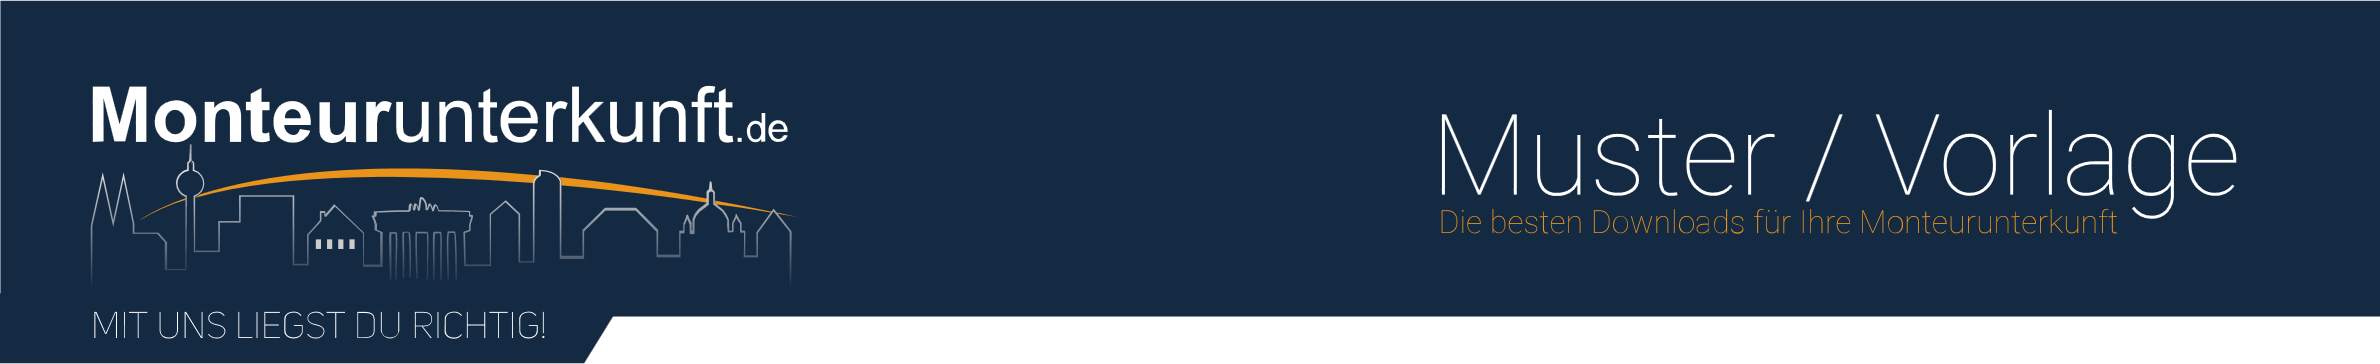 Monteurunterkunft.de
MIT UNS LIEGST DU RICHTIG!
Muster / Vorlage
Die besten Downloads für Ihre Monteurunterkunft